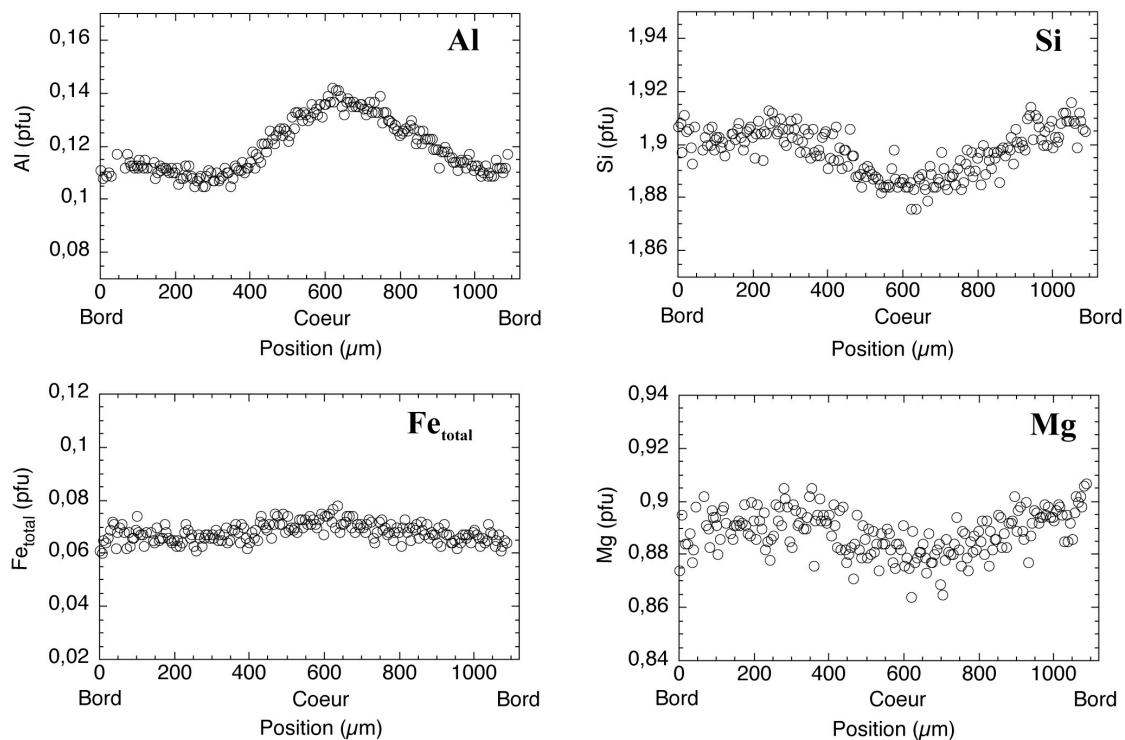 Al
0,16
0,14
0,12
0,1
0,08
Al (pfu)
0 200 400 600 800 1000
Bord Coeur Bord
Position (µm)
Si
1,94
1,92
1,9
1,88
1,86
Si (pfu)
0 200 400 600 800 1000
Bord Coeur Bord
Position (µm)
Fe total
0,12
0,1
0,08
0,06
0,04
0,02
Fe total (pfu)
0 200 400 600 800 1000
Bord Coeur Bord
Position (µm)
Mg
0,94
0,92
0,9
0,88
0,86
0,84
Mg (pfu)
0 200 400 600 800 1000
Bord Coeur Bord
Position (µm)